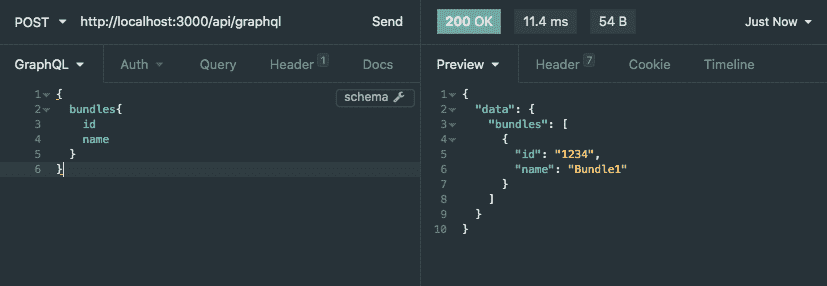 POST http://localhost:3000/api/graphql Send
200 OK 11.4 ms 54 B Just Now
GraphQL Auth Query Header 1 Docs
Preview Header 7 Cookie Timeline
schema
1 {
2 bundles{
3 id
4 name
5 }
6 }
1 {
2 "data": {
3 "bundles": [
4 {
5 "id": "1234",
6 "name": "Bundle1"
7 }
8 ]
9 }
10 }